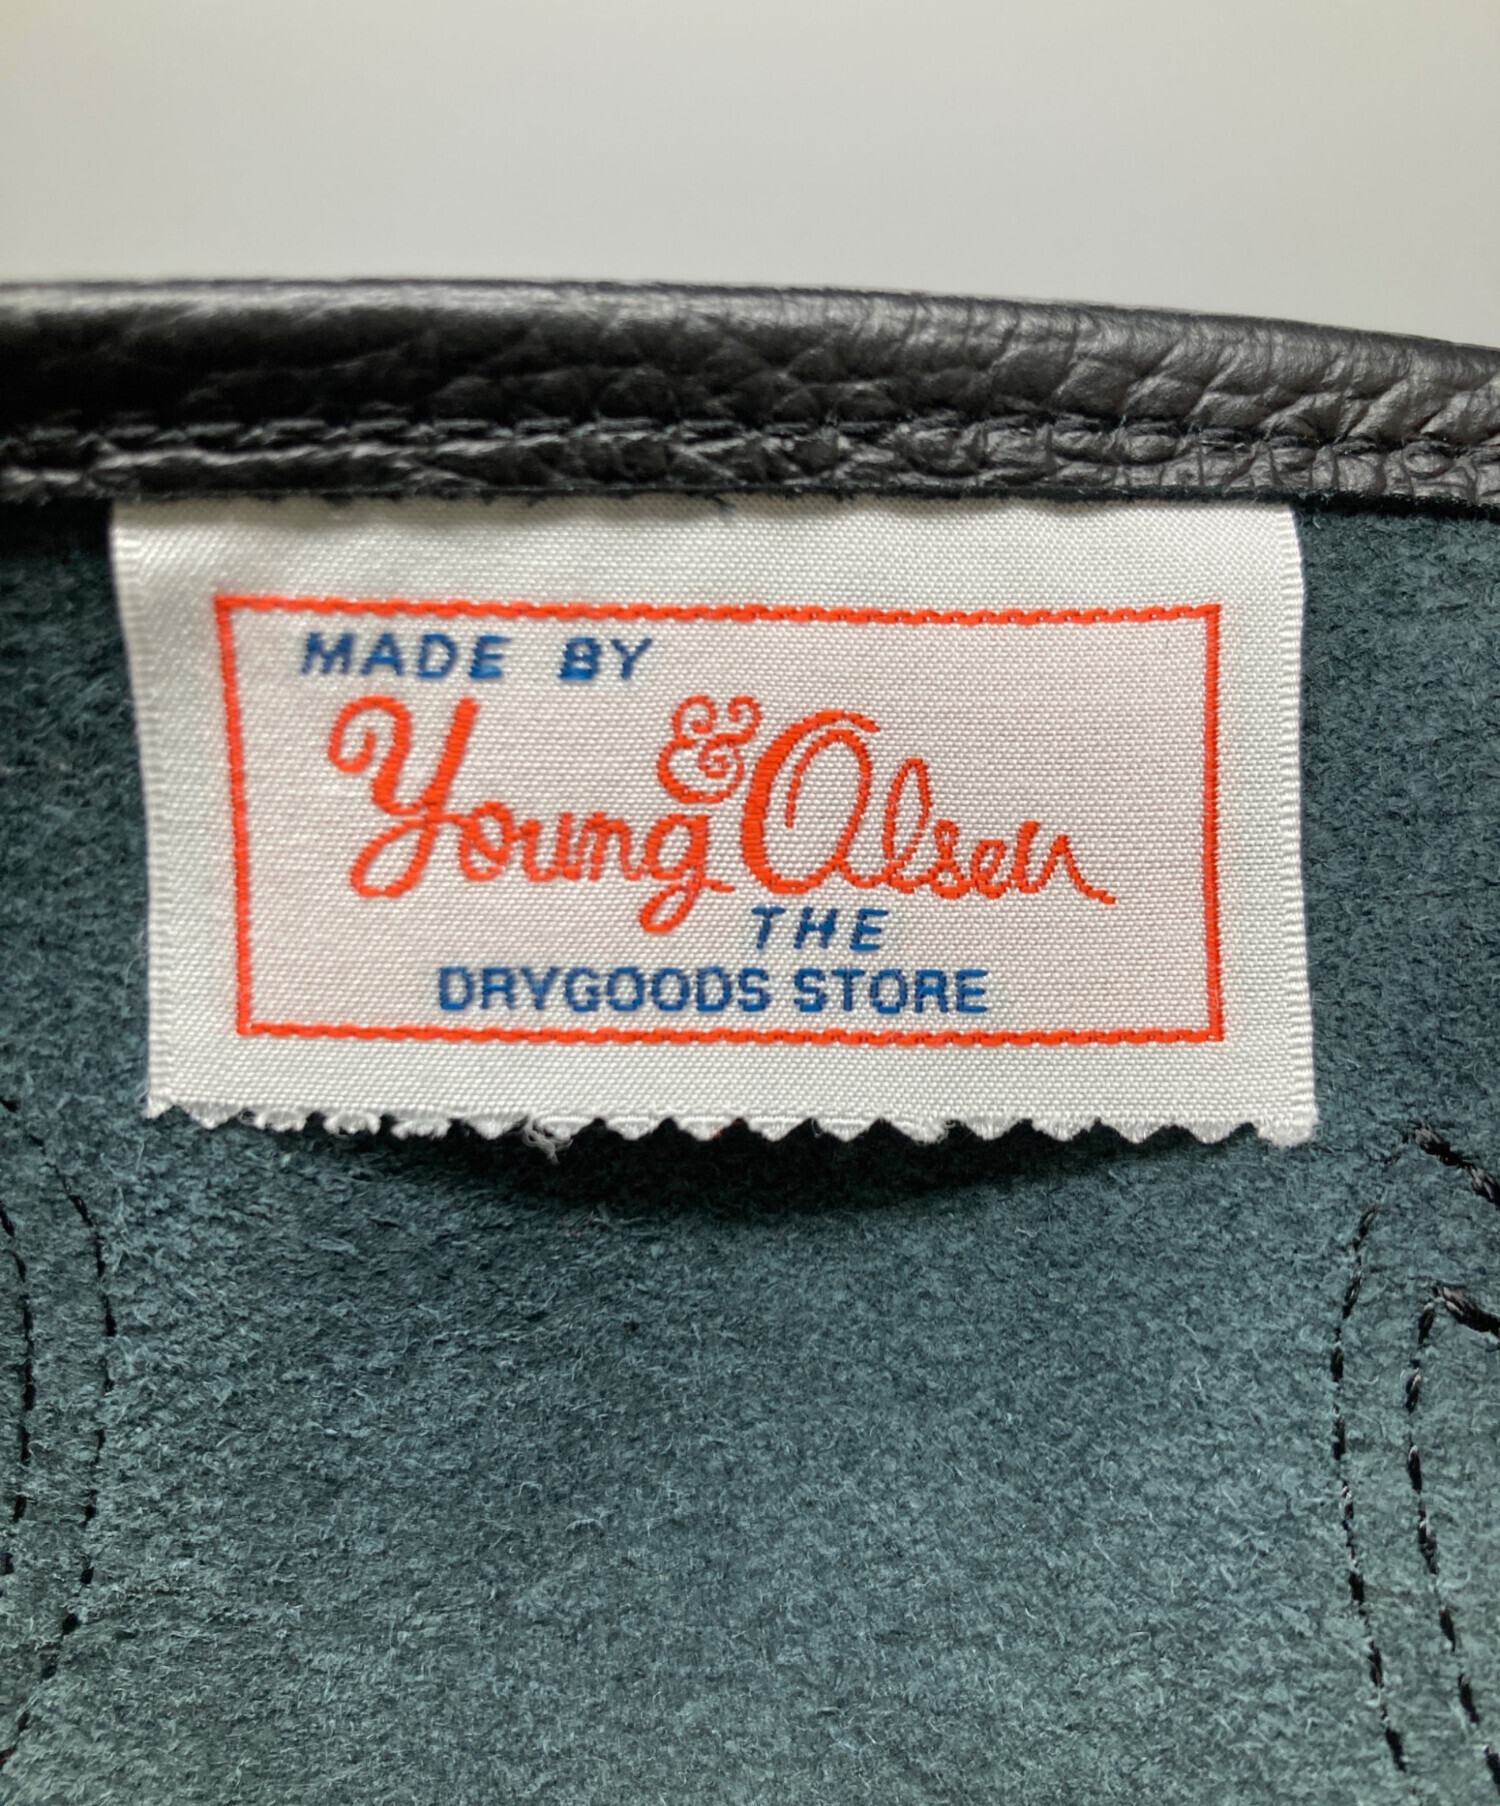 MADE BY
Young & Olsen
THE
DRYGOODS STORE